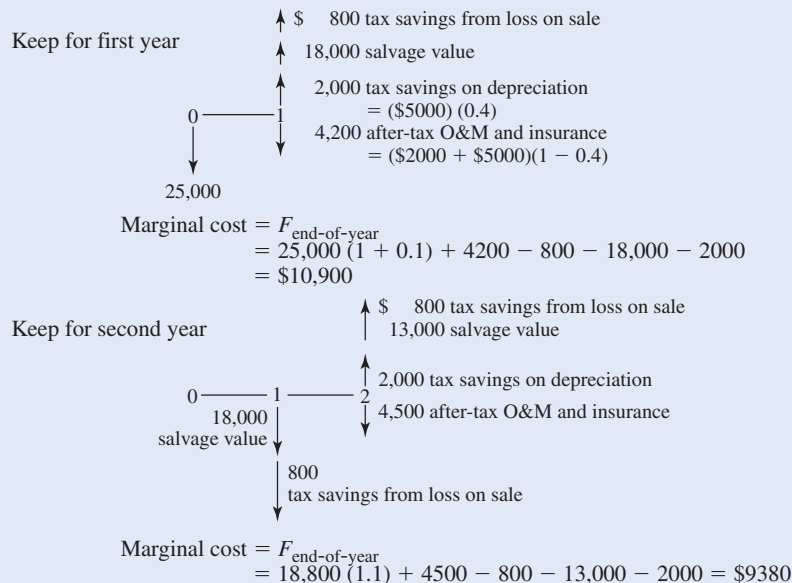 $ 800 tax savings from loss on sale
Keep for first year
18,000 salvage value
2,000 tax savings on depreciation
= ($5000) (0.4)
0 1
4,200 after-tax O&M and insurance
= ($2000 + $5000)(1 − 0.4)
25,000
Marginal cost = F end-of-year
= 25,000 (1 + 0.1) + 4200 − 800 − 18,000 − 2000
= $10,900
$ 800 tax savings from loss on sale
Keep for second year
13,000 salvage value
2,000 tax savings on depreciation
0 1 2
4,500 after-tax O&M and insurance
18,000
salvage value
800
tax savings from loss on sale
Marginal cost = F end-of-year
= 18,800 (1.1) + 4500 − 800 − 13,000 − 2000 = $9380